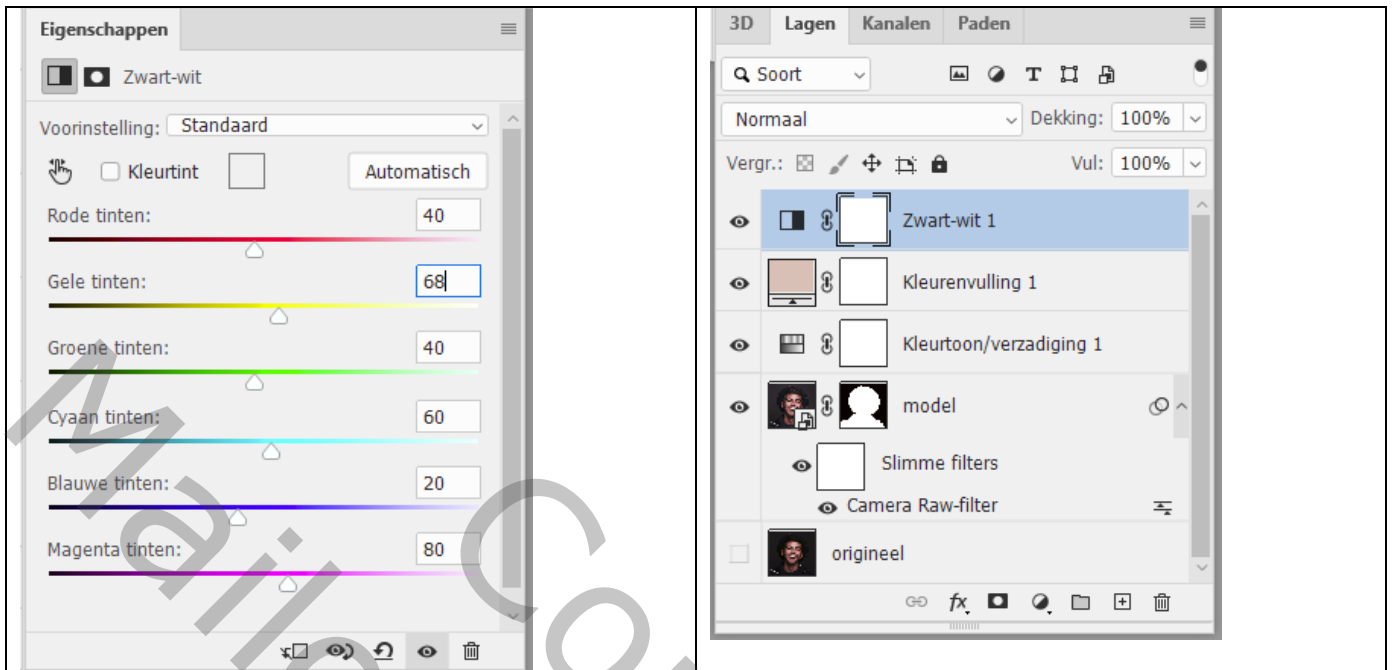 Eigenschappen
Zwart-wit
Voorinstelling: Standaard
Kleurtint Automatisch
Rode tinten: 40
Gele tinten: 68
Groene tinten: 40
Cyaan tinten: 60
Blauwe tinten: 20
Magenta tinten: 80
3D Lagen Kanalen Paden
Soort
Normaal Dekking: 100%
Vergr.: Vul: 100%
Zwart-wit 1
Kleurenvulling 1
Kleurtoon/verzadiging 1
model
Slimme filters
Camera Raw-filter
origineel
fx